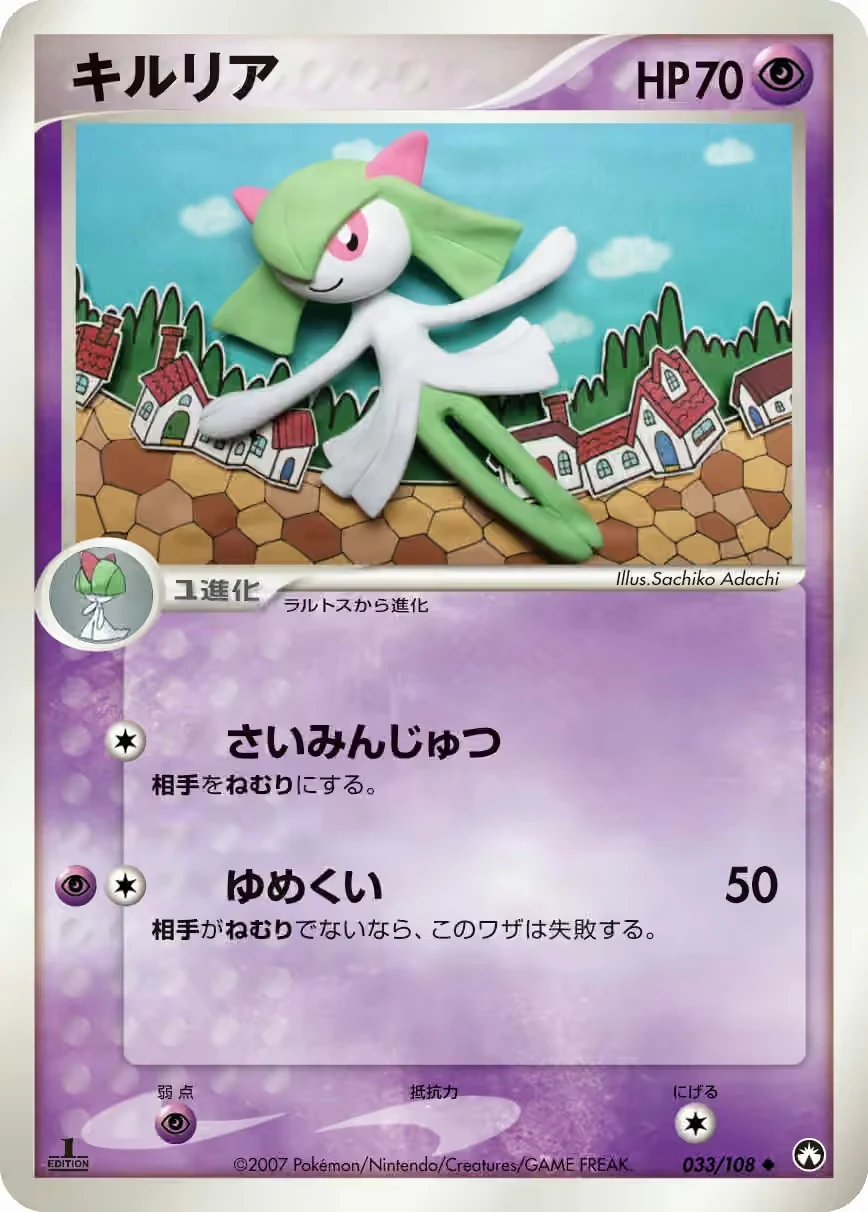 キルリア
HP70
Illus.Sachiko Adachi
1進化
ラルトスから進化
さいみんじゅつ
相手をねむりにする。
ゆめくい 50
相手がねむりでないなら、このワザは失敗する。
弱点 抵抗力 にげる
1
EDITION
©2007 Pokémon/Nintendo/Creatures/GAME FREAK.
033/108